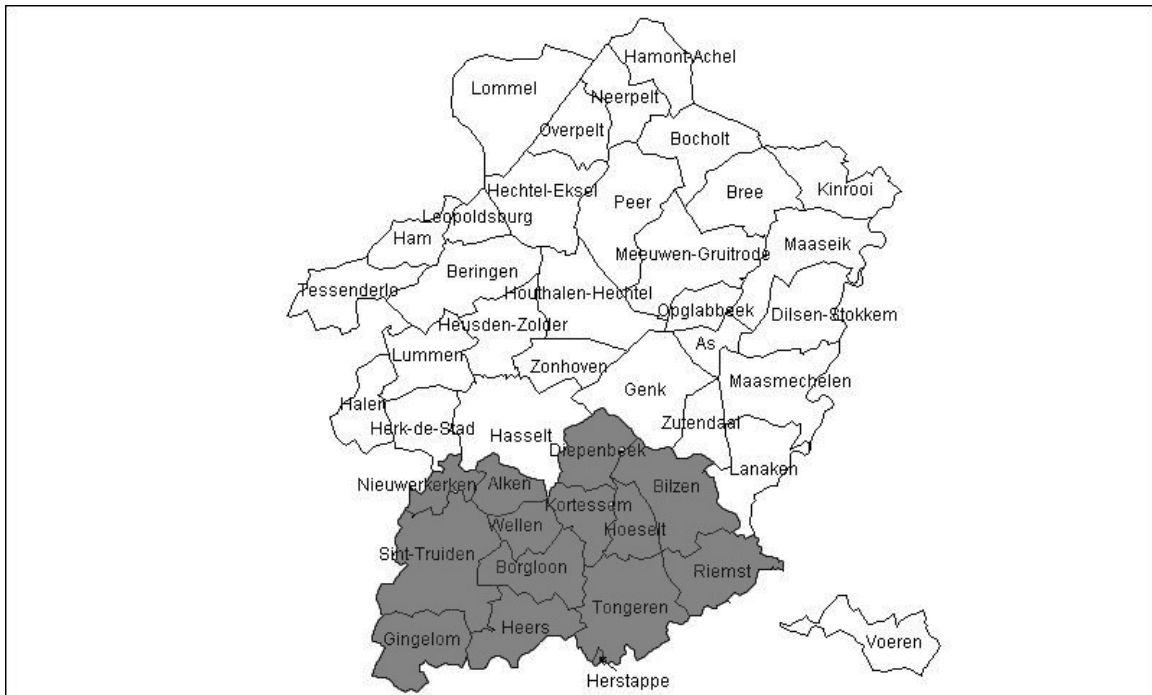 Hamont-Achel
Lommel
Neerpelt
Overpelt
Bocholt
Hechtel-Eksel
Peer
Bree
Kinrooi
Leopoldsburg
Ham
Maaseik
Meeuwen-Gruitrode
Beringen
Tessenderlo
Houthalen-Hechtel
Opglabbeek
Dilsen-Stokkem
Heusden-Zolder
As
Lummen
Zonhoven
Maasmechelen
Genk
Halen
Zutendaal
Herk-de-Stad
Hasselt
Diepenbeek
Lanaken
Nieuwerkerken
Alken
Bilzen
Kortessem
Wellen
Hoeselt
Sint-Truiden
Borgloon
Riemst
Tongeren
Heers
Gingelom
Voeren
Herstappe